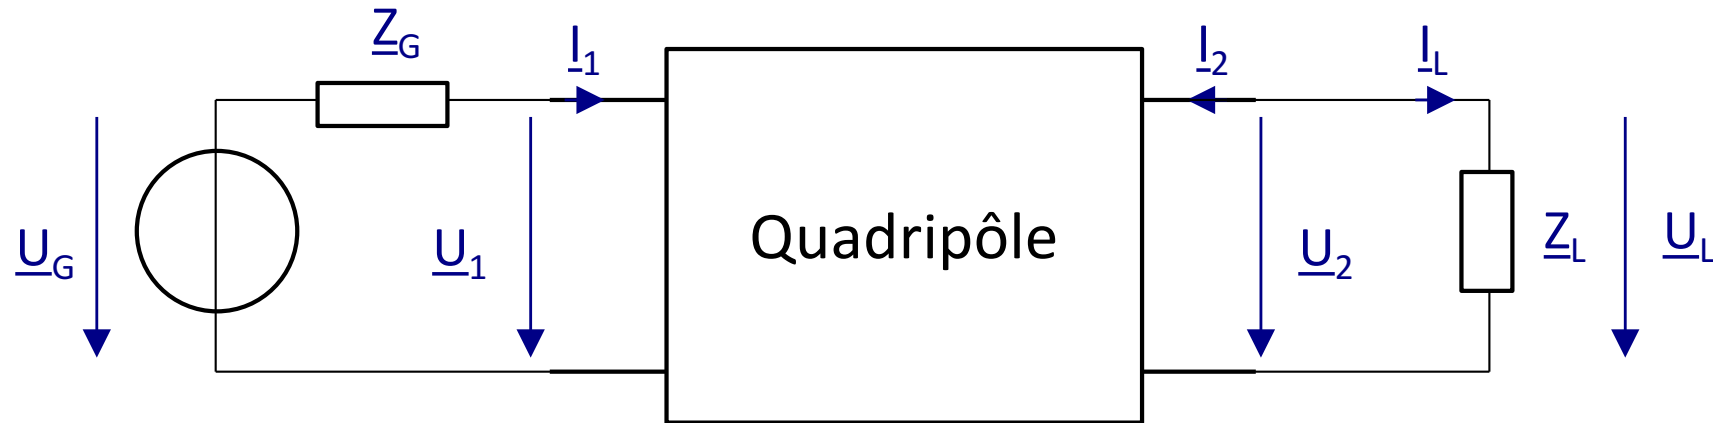 Z_G
I_1
I_2
I_L
U_G
U_1
Quadripôle
U_2
Z_L
U_L